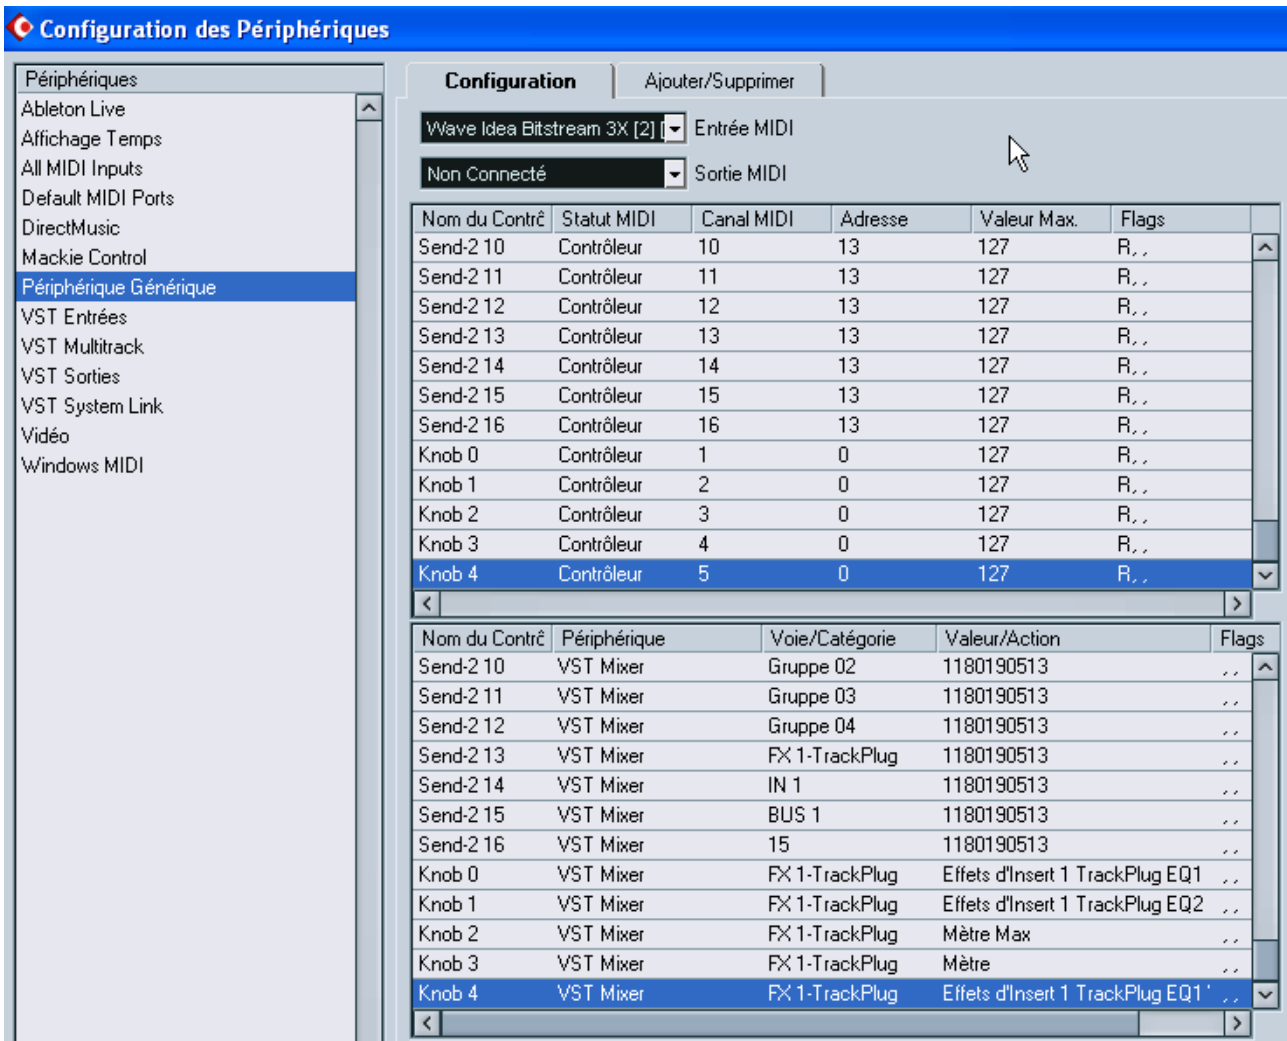 Configuration des Périphériques
Périphériques
Ableton Live
Affichage Temps
All MIDI Inputs
Default MIDI Ports
DirectMusic
Mackie Control
Périphérique Générique
VST Entrées
VST Multitrack
VST Sorties
VST System Link
Vidéo
Windows MIDI
Configuration Ajouter/Supprimer
Wave Idea Bitstream 3X [2] [ Entrée MIDI
Non Connecté Sortie MIDI
Nom du Contrô Statut MIDI Canal MIDI Adresse Valeur Max. Flags
Send-2 10 Contrôleur 10 13 127 R, ,
Send-2 11 Contrôleur 11 13 127 R, ,
Send-2 12 Contrôleur 12 13 127 R, ,
Send-2 13 Contrôleur 13 13 127 R, ,
Send-2 14 Contrôleur 14 13 127 R, ,
Send-2 15 Contrôleur 15 13 127 R, ,
Send-2 16 Contrôleur 16 13 127 R, ,
Knob 0 Contrôleur 1 0 127 R, ,
Knob 1 Contrôleur 2 0 127 R, ,
Knob 2 Contrôleur 3 0 127 R, ,
Knob 3 Contrôleur 4 0 127 R, ,
Knob 4 Contrôleur 5 0 127 R, ,
Nom du Contrô Périphérique Voie/Catégorie Valeur/Action Flags
Send-2 10 VST Mixer Gruppe 02 1180190513 , ,
Send-2 11 VST Mixer Gruppe 03 1180190513 , ,
Send-2 12 VST Mixer Gruppe 04 1180190513 , ,
Send-2 13 VST Mixer FX 1-TrackPlug 1180190513 , ,
Send-2 14 VST Mixer IN 1 1180190513 , ,
Send-2 15 VST Mixer BUS 1 1180190513 , ,
Send-2 16 VST Mixer 15 1180190513 , ,
Knob 0 VST Mixer FX 1-TrackPlug Effets d'Insert 1 TrackPlug EQ1 , ,
Knob 1 VST Mixer FX 1-TrackPlug Effets d'Insert 1 TrackPlug EQ2 , ,
Knob 2 VST Mixer FX 1-TrackPlug Mètre Max , ,
Knob 3 VST Mixer FX 1-TrackPlug Mètre , ,
Knob 4 VST Mixer FX 1-TrackPlug Effets d'Insert 1 TrackPlug EQ1 , ,